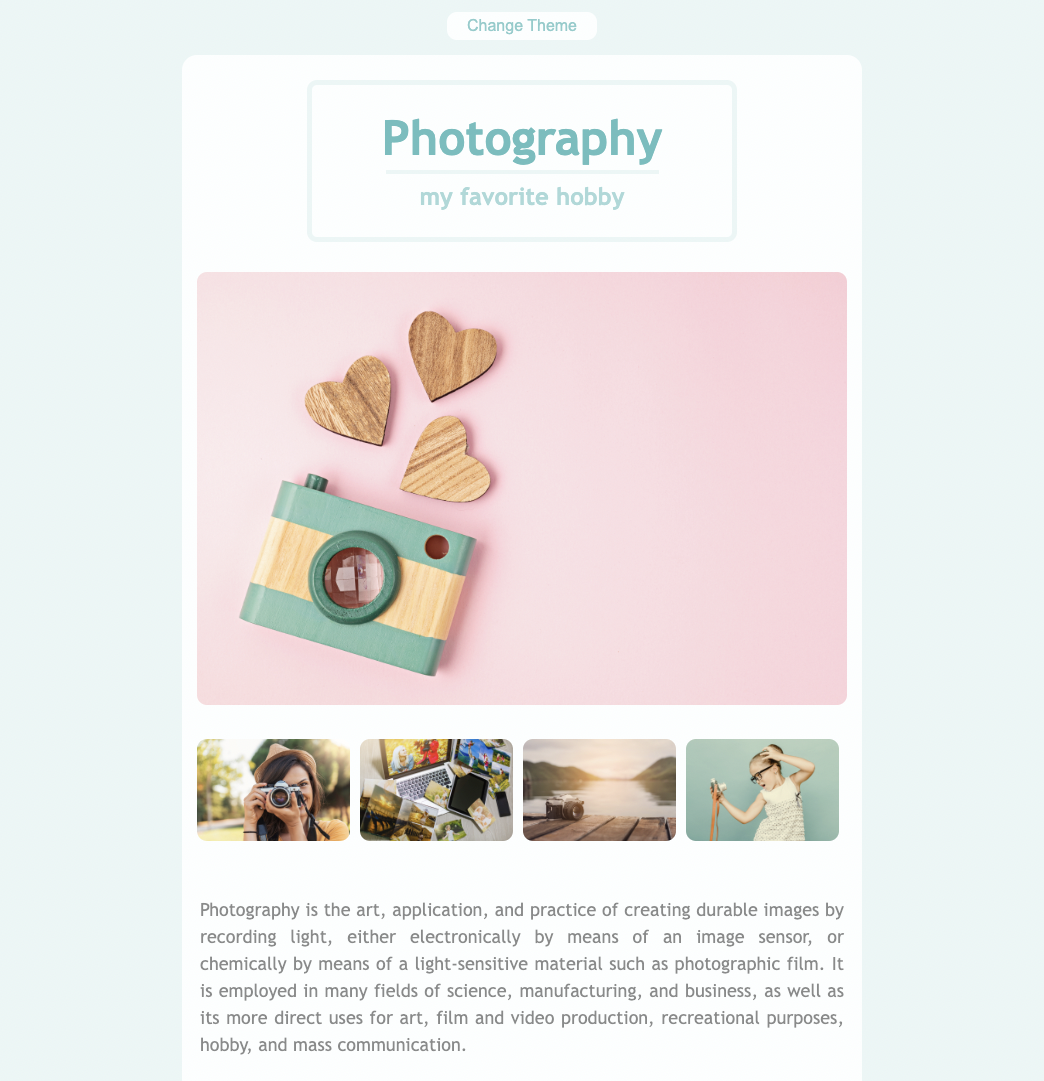 Change Theme
Photography
my favorite hobby
Photography is the art, application, and practice of creating durable images by
recording light, either electronically by means of an image sensor, or
chemically by means of a light-sensitive material such as photographic film. It
is employed in many fields of science, manufacturing, and business, as well as
its more direct uses for art, film and video production, recreational purposes,
hobby, and mass communication.